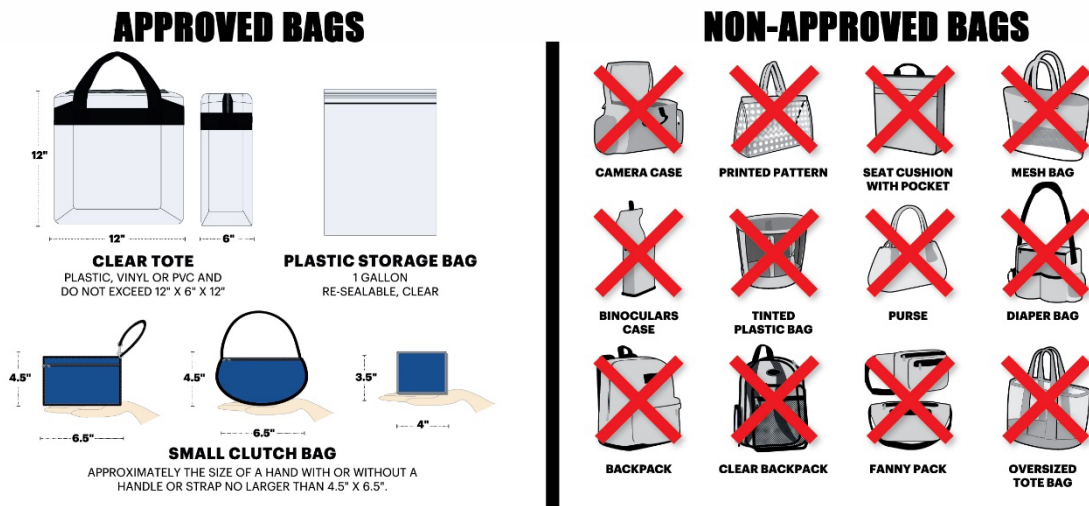 APPROVED BAGS
12"
12"
6"
CLEAR TOTE
PLASTIC, VINYL OR PVC AND
DO NOT EXCEED 12" X 6" X 12"
PLASTIC STORAGE BAG
1 GALLON
RE-SEALABLE, CLEAR
4.5"
6.5"
4.5"
6.5"
3.5"
4"
SMALL CLUTCH BAG
APPROXIMATELY THE SIZE OF A HAND WITH OR WITHOUT A
HANDLE OR STRAP NO LARGER THAN 4.5" X 6.5".
NON-APPROVED BAGS
CAMERA CASE
PRINTED PATTERN
SEAT CUSHION
WITH POCKET
MESH BAG
BINOCULARS
CASE
TINTED
PLASTIC BAG
PURSE
DIAPER BAG
BACKPACK
CLEAR BACKPACK
FANNY PACK
OVERSIZED
TOTE BAG